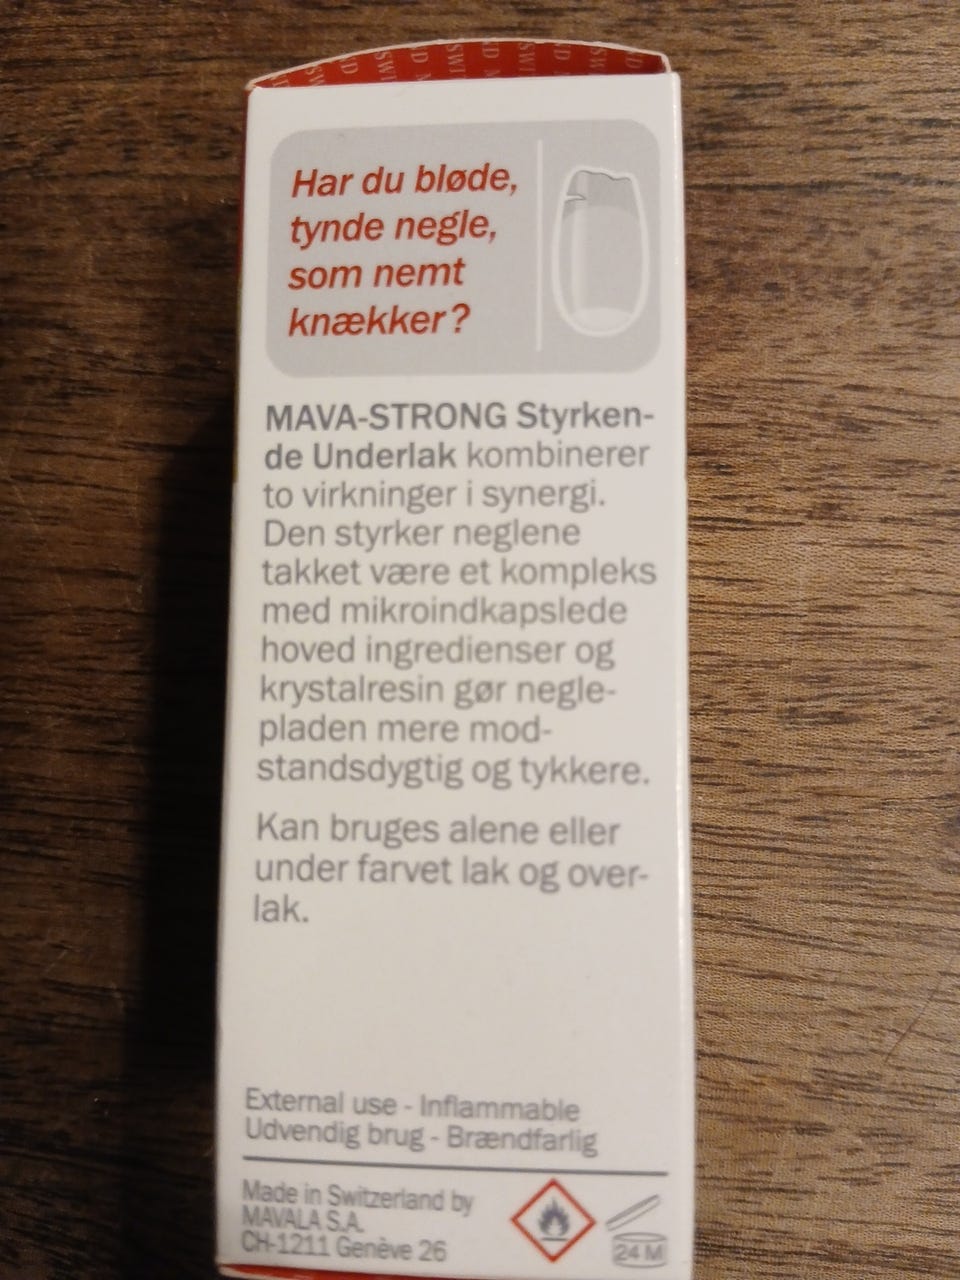 Har du bløde,
tynde negle,
som nemt
knækker?
MAVA-STRONG Styrken-
de Underlak kombinerer
to virkninger i synergi.
Den styrker neglene
takket være et kompleks
med mikroindkapslede
hoved ingredienser og
krystalresin gør negle-
pladen mere mod-
standsdygtig og tykkere.
Kan bruges alene eller
under farvet lak og over-
lak.
External use - Inflammable
Udvendig brug - Brændfarlig
Made in Switzerland by
MAVALA S.A.
CH-1211 Genève 26
24 M